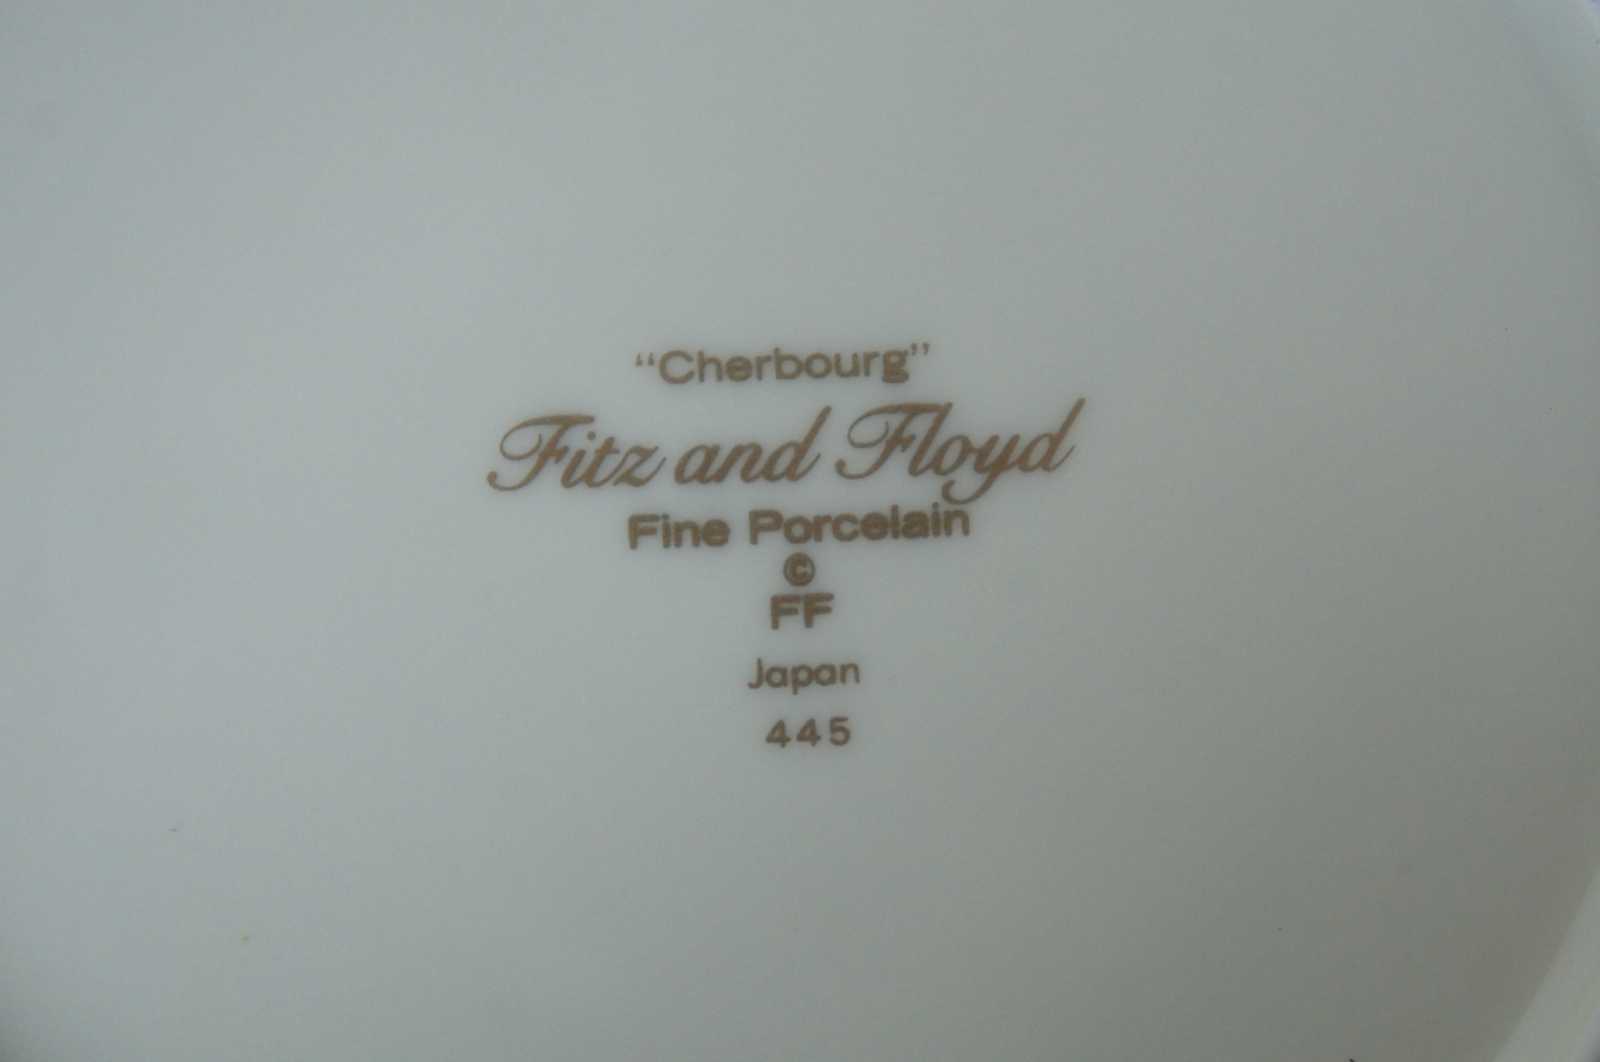 “Cherbourg”
Fitz and Floyd
Fine Porcelain
©
FF
Japan
445